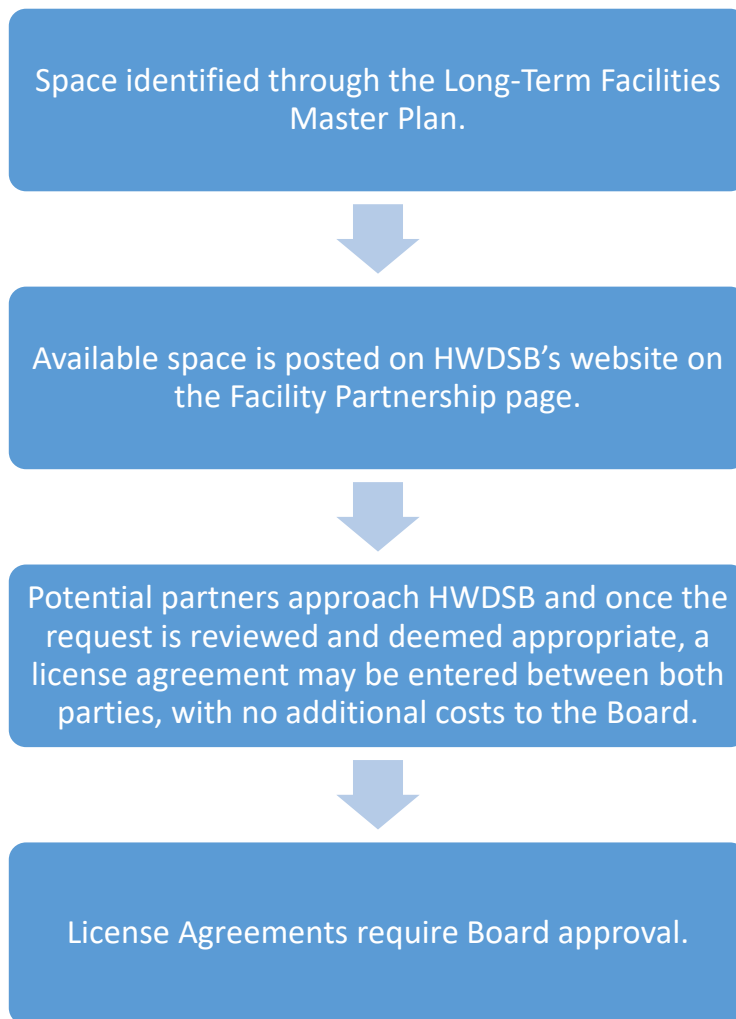 Space identified through the Long-Term Facilities
Master Plan.
Available space is posted on HWDSB’s website on
the Facility Partnership page.
Potential partners approach HWDSB and once the
request is reviewed and deemed appropriate, a
license agreement may be entered between both
parties, with no additional costs to the Board.
License Agreements require Board approval.